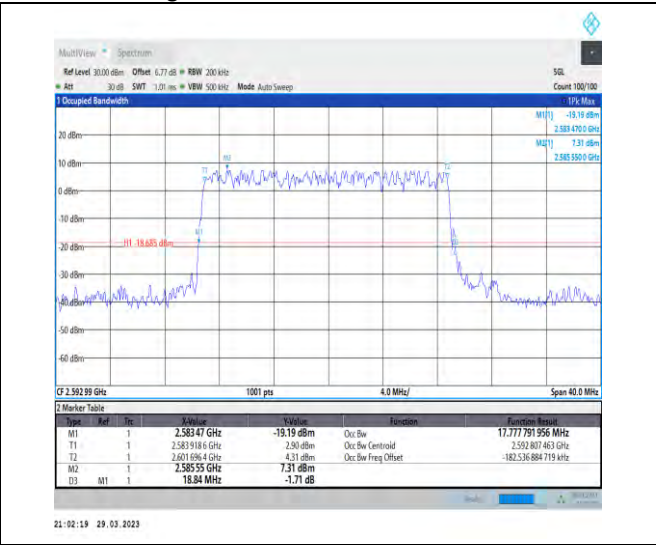 MultiView Spectrum
Ref Level 30.00 dBm Offset 6.77 dB RBW 200 kHz SGL
Att 30 dB SWT 1.01 ms VBW 500 kHz Mode Auto Sweep Count 100/100
1 Occupied Bandwidth 1Pk Max
M1[1] -19.19 dBm
2.583 470 0 GHz
M2[1] 7.31 dBm
2.585 550 0 GHz
20 dBm
10 dBm
M2
T1
T2
0 dBm
-10 dBm
M1
H1 -18.685 dBm
-20 dBm
-30 dBm
-40 dBm
-50 dBm
-60 dBm
CF 2.592 99 GHz 1001 pts 4.0 MHz/ Span 40.0 MHz
2 Marker Table
Type Ref Trc X-Value Y-Value Function Function Result
M1 1 2.583 47 GHz -19.19 dBm Occ Bw 17.777 791 956 MHz
T1 1 2.583 918 6 GHz 2.90 dBm Occ Bw Centroid 2.592 807 463 GHz
T2 1 2.601 696 4 GHz 4.31 dBm Occ Bw Freq Offset -182.536 884 719 kHz
M2 1 2.585 55 GHz 7.31 dBm
D3 M1 1 18.84 MHz -1.71 dB
21:02:19 29.03.2023